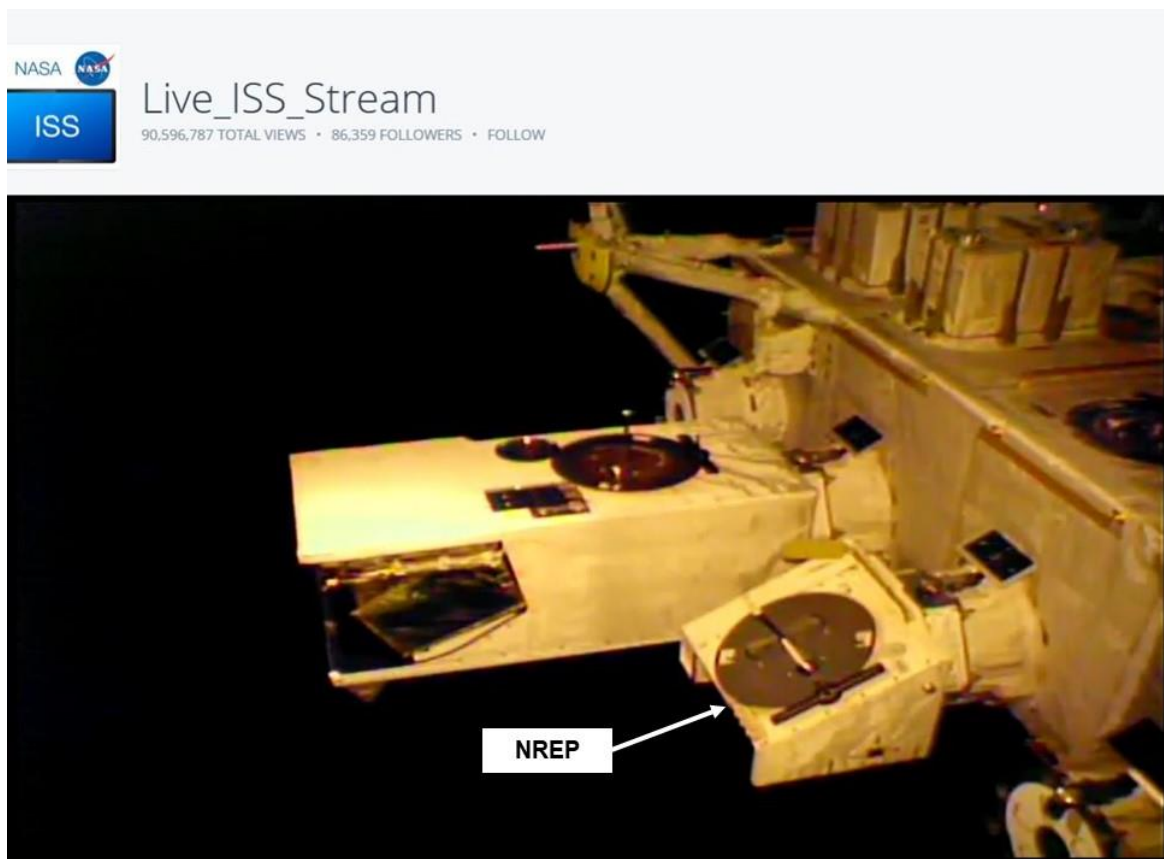 NASA NASA
ISS
Live_ISS_Stream
90,596,787 TOTAL VIEWS • 86,359 FOLLOWERS • FOLLOW
NREP